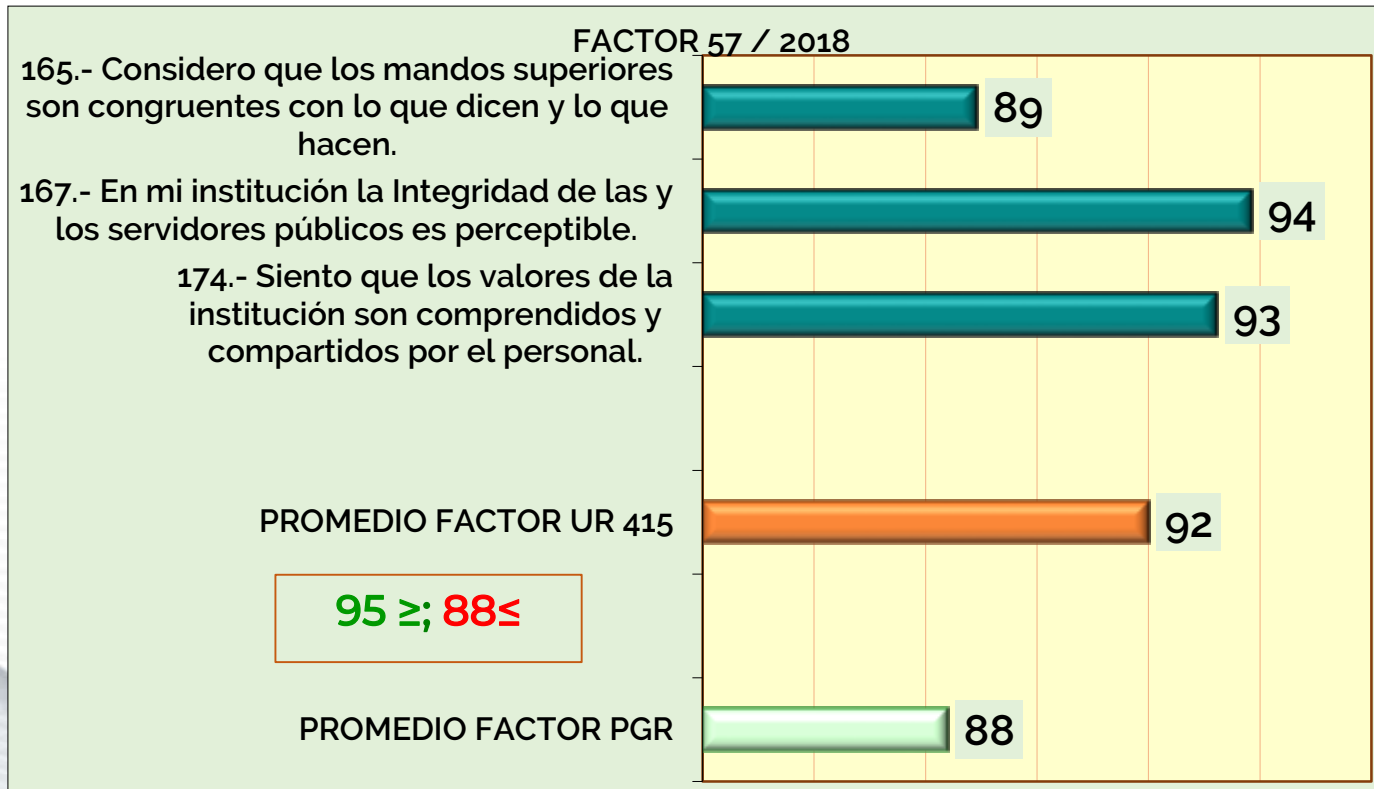 FACTOR 57 / 2018
165.- Considero que los mandos superiores
son congruentes con lo que dicen y lo que
hacen.
89
167.- En mi institución la Integridad de las y
los servidores públicos es perceptible.
94
174.- Siento que los valores de la
institución son comprendidos y
compartidos por el personal.
93
PROMEDIO FACTOR UR 415
92
95 ≥; 88≤
PROMEDIO FACTOR PGR
88